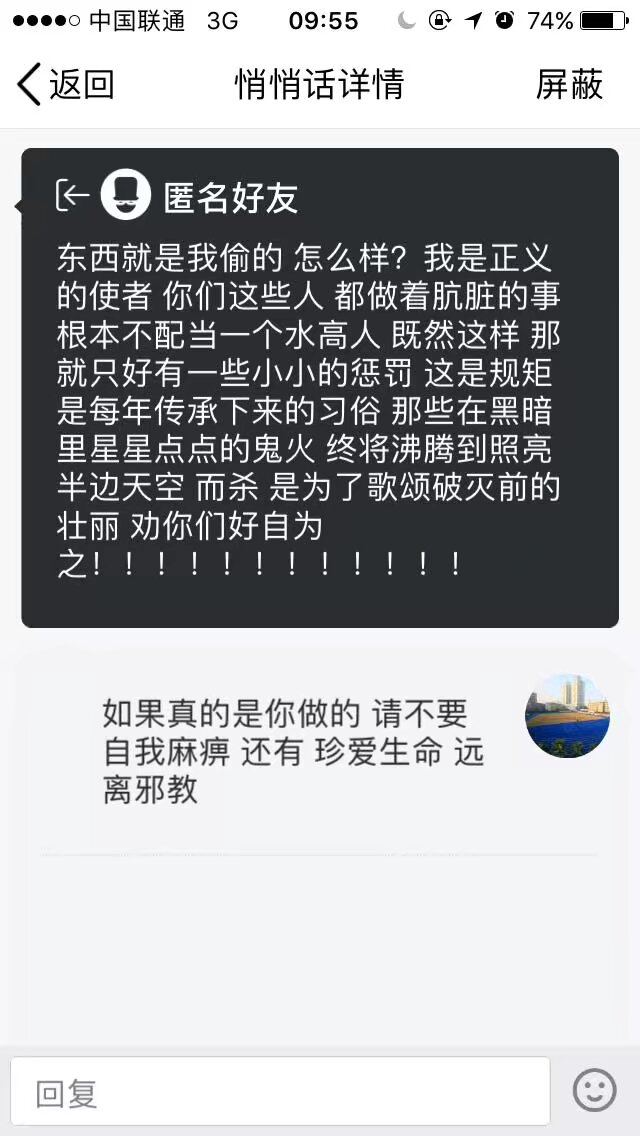 中国联通 3G 09:55 74%
返回 悄悄话详情 屏蔽
匿名好友
东西就是我偷的 怎么样？我是正义
的使者 你们这些人 都做着肮脏的事
根本不配当一个水高人 既然这样 那
就只好有一些小小的惩罚 这是规矩
是每年传承下来的习俗 那些在黑暗
里星星点点的鬼火 终将沸腾到照亮
半边天空 而杀 是为了歌颂破灭前的
壮丽 劝你们好自为
之！！！！！！！！！！！！
如果真的是你做的 请不要
自我麻痹 还有 珍爱生命 远
离邪教
回复